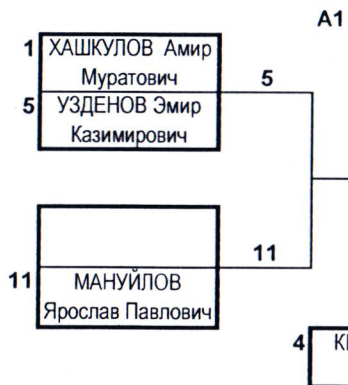 A1
1 ХАШКУЛОВ Амир
Муратович
5
5 УЗДЕНОВ Эмир
Казимирович
11
11 МАНУЙЛОВ
Ярослав Павлович
4